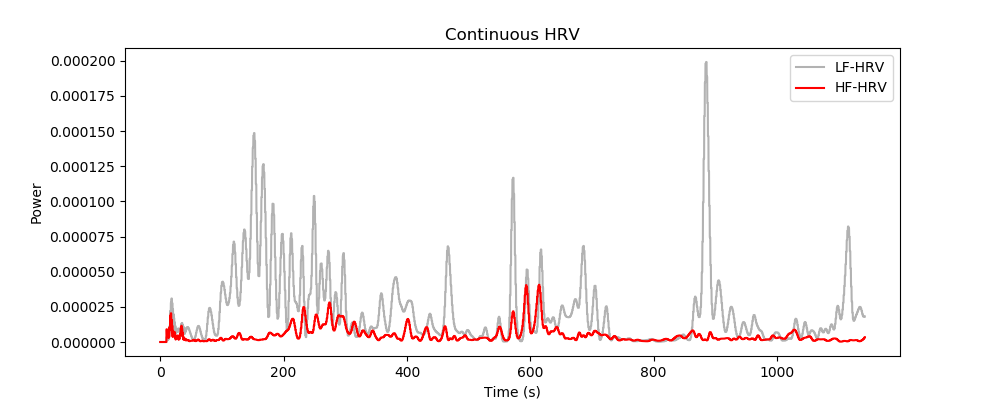 Continuous HRV
LF-HRV
HF-HRV
0.000200
0.000175
0.000150
0.000125
0.000100
0.000075
0.000050
0.000025
0.000000
Power
0 200 400 600 800 1000
Time (s)